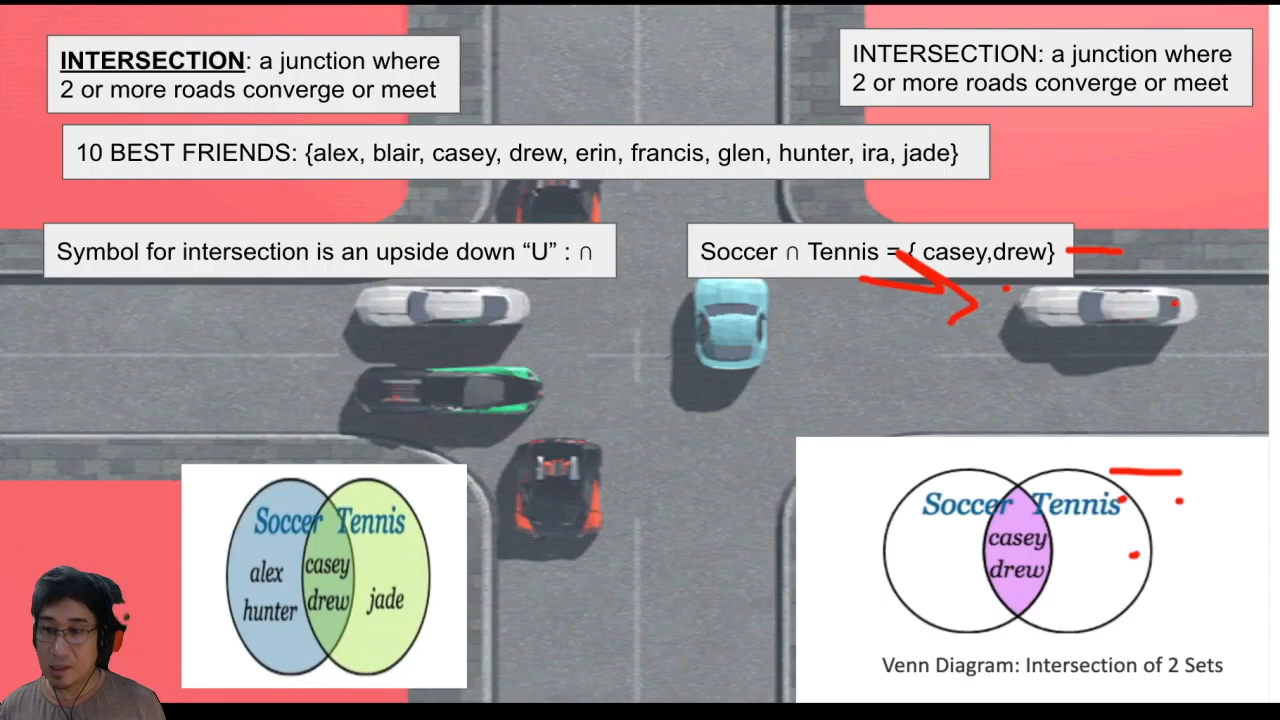 INTERSECTION: a junction where
2 or more roads converge or meet
INTERSECTION: a junction where
2 or more roads converge or meet
10 BEST FRIENDS: {alex, blair, casey, drew, erin, francis, glen, hunter, ira, jade}
Symbol for intersection is an upside down “U” : ∩
Soccer ∩ Tennis = { casey,drew}
Soccer Tennis
alex
hunter
casey
drew
jade
Soccer Tennis
casey
drew
Venn Diagram: Intersection of 2 Sets